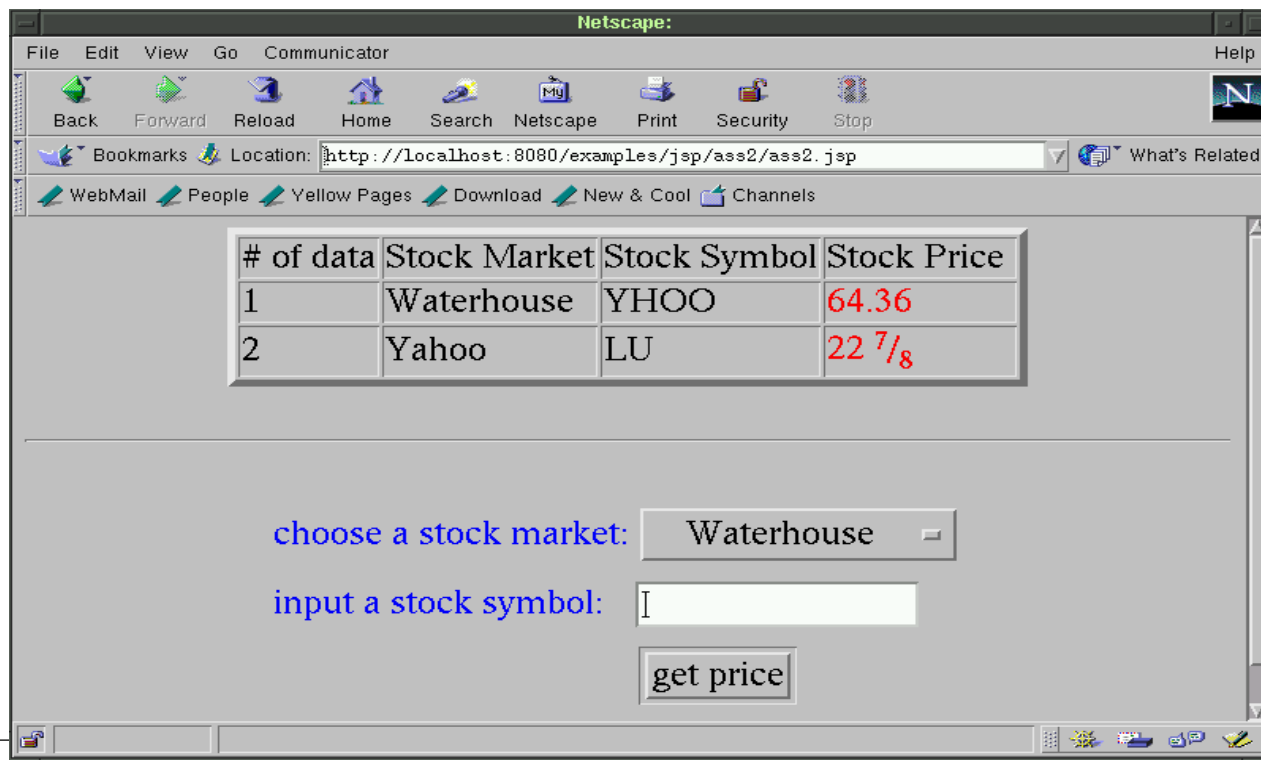 Netscape:
File Edit View Go Communicator Help
Back Forward Reload Home Search Netscape Print Security Stop
Bookmarks Location: http://localhost:8080/examples/jsp/ass2/ass2.jsp What's Related
WebMail People Yellow Pages Download New & Cool Channels
# of data Stock Market Stock Symbol Stock Price
1 Waterhouse YHOO 64.36
2 Yahoo LU 22 7/8
choose a stock market: Waterhouse
input a stock symbol:
get price